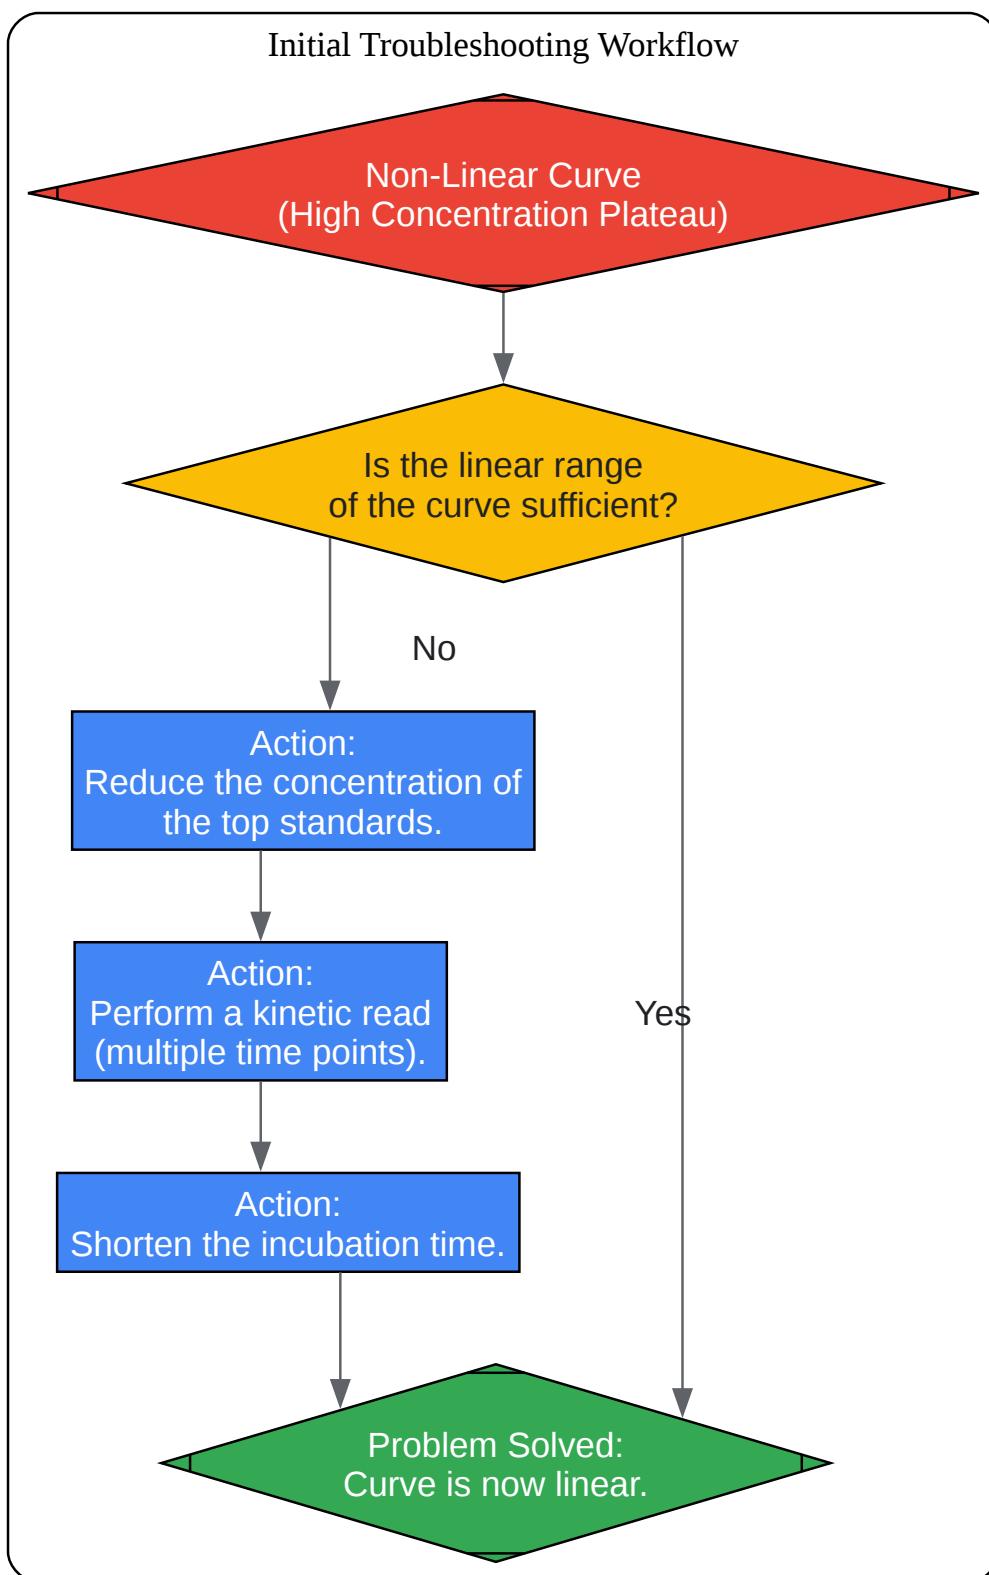 Initial Troubleshooting Workflow
Non-Linear Curve
(High Concentration Plateau)
Is the linear range
of the curve sufficient?
No
Action:
Reduce the concentration of
the top standards.
Action:
Perform a kinetic read
(multiple time points).
Yes
Action:
Shorten the incubation time.
Problem Solved:
Curve is now linear.